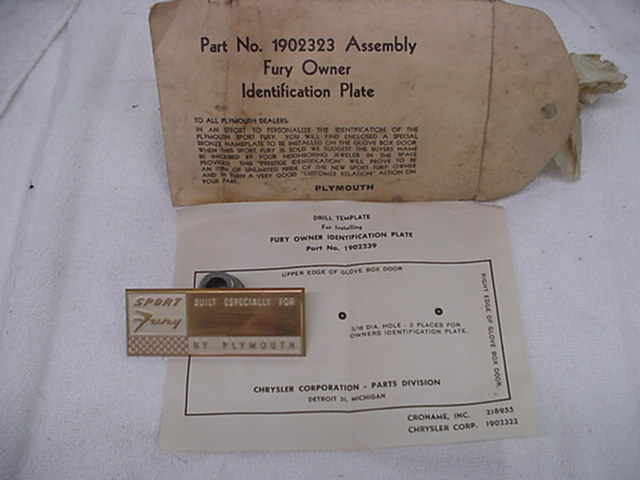 Part No. 1902323 Assembly
Fury Owner
Identification Plate
TO ALL PLYMOUTH DEALERS:
IN AN EFFORT TO PERSONALIZE THE IDENTIFICATION OF THE
PLYMOUTH SPORT FURY, YOU WILL FIND ENCLOSED A SPECIAL
BRONZE NAMEPLATE TO BE INSTALLED ON THE GLOVE BOX DOOR.
WHEN THIS SPORT FURY IS SOLD WE SUGGEST THE BUYERS NAME
BE INSCRIBED BY YOUR NEIGHBORING JEWELER IN THE SPACE
PROVIDED. THIS "PRESTIGE IDENTIFICATION" WILL PROVE TO BE
AN ITEM OF UNLIMITED PRIDE OF THE NEW SPORT FURY OWNER
AND IN TURN A VERY GOOD "CUSTOMER RELATION" ACTION ON
YOUR PART.
PLYMOUTH
DRILL TEMPLATE
For Installing
FURY OWNER IDENTIFICATION PLATE
Part No. 1902239
UPPER EDGE OF GLOVE BOX DOOR
RIGHT EDGE OF GLOVE BOX DOOR
3/16 DIA. HOLE - 2 PLACES FOR
OWNERS IDENTIFICATION PLATE.
SPORT
Fury
BUILT ESPECIALLY FOR
BY PLYMOUTH
CHRYSLER CORPORATION - PARTS DIVISION
DETROIT 31, MICHIGAN
CRONAME, INC. 218955
CHRYSLER CORP. 1902322